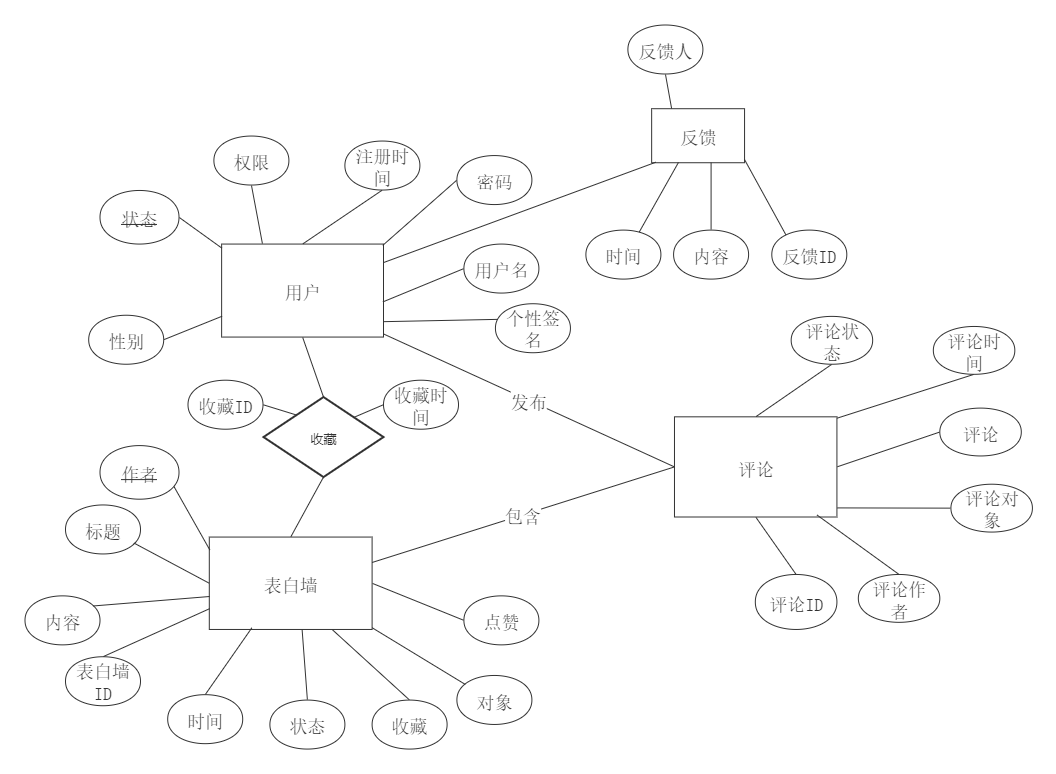 反馈人
反馈
权限
注册时
间
密码
状态
时间
内容
反馈ID
用户名
用户
个性签
名
性别
评论状
态
评论时
间
收藏ID
收藏时
间
发布
收藏
评论
评论
作者
评论对
象
标题
包含
表白墙
评论ID
评论作
者
内容
点赞
表白墙
ID
对象
时间
状态
收藏